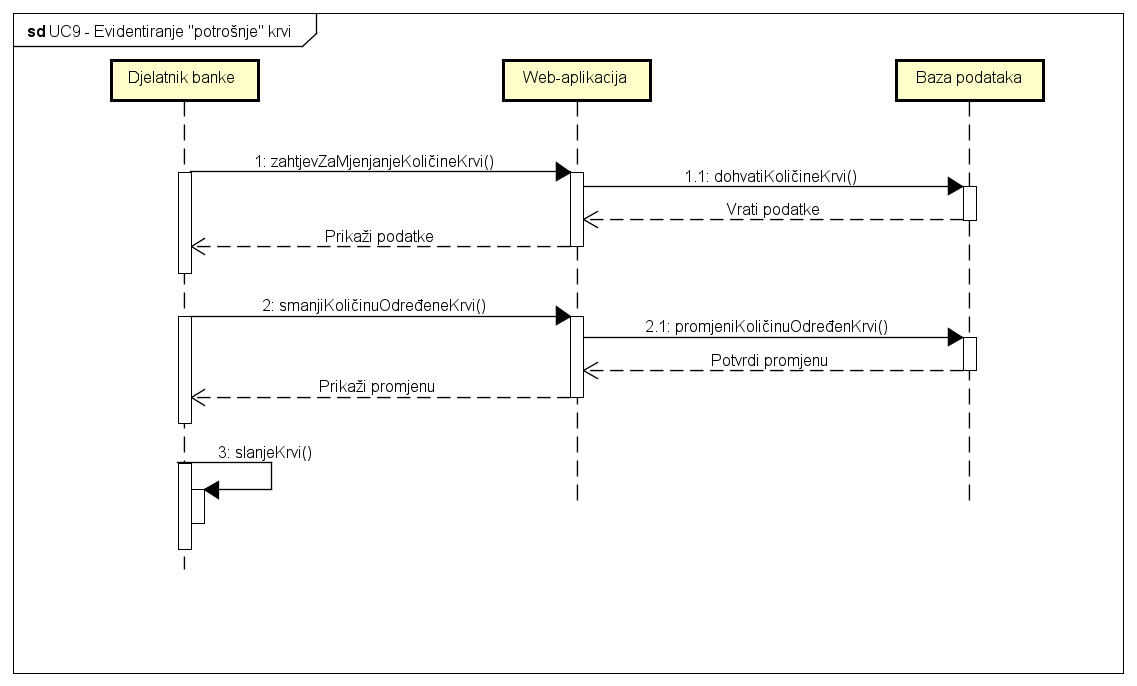 sd UC9 - Evidentiranje "potrošnje" krvi
Djelatnik banke
Web-aplikacija
Baza podataka
1: zahtjevZaMjenjanjeKoličineKrvi()
1.1: dohvatiKoličineKrvi()
Vrati podatke
Prikaži podatke
2: smanjiKoličinuOdređeneKrvi()
2.1: promjeniKoličinuOdređenKrvi()
Potvrdi promjenu
Prikaži promjenu
3: slanjeKrvi()